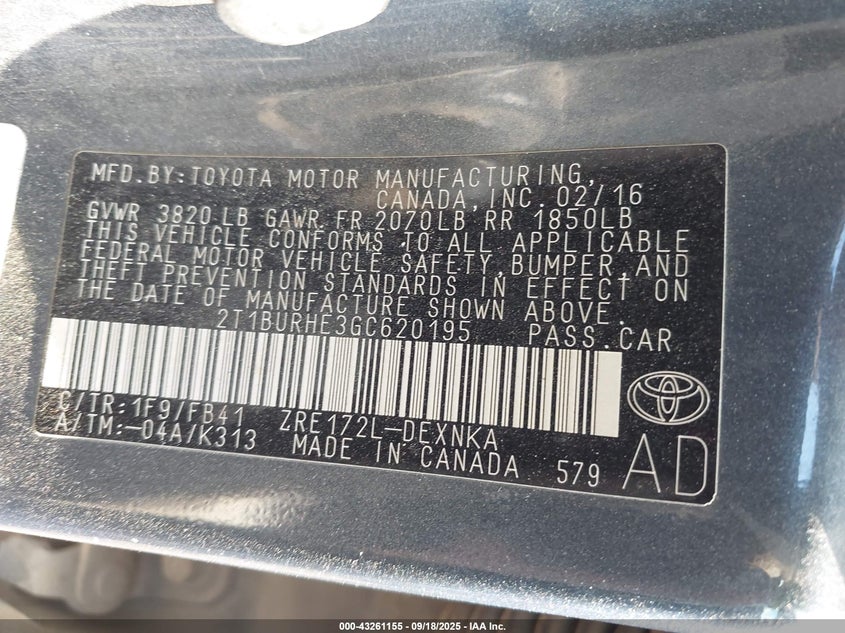 MFD.BY:TOYOTA MOTOR MANUFACTURING,
CANADA,INC. 02/16
GVWR 3820LB GAWR FR 2070LB RR 1850LB
THIS VEHICLE CONFORMS TO ALL APPLICABLE
FEDERAL MOTOR VEHICLE SAFETY,BUMPER,AND
THEFT PREVENTION STANDARDS IN EFFECT ON
THE DATE OF MANUFACTURE SHOWN ABOVE.
2T1BURHE3GC620195 PASS.CAR
C/TR:1F9/FB41 ZRE172L-DEXNKA
A/TM:-04A/K313 MADE IN CANADA 579 AD
000-43261155 | 09/18/2025 - IAA Inc.